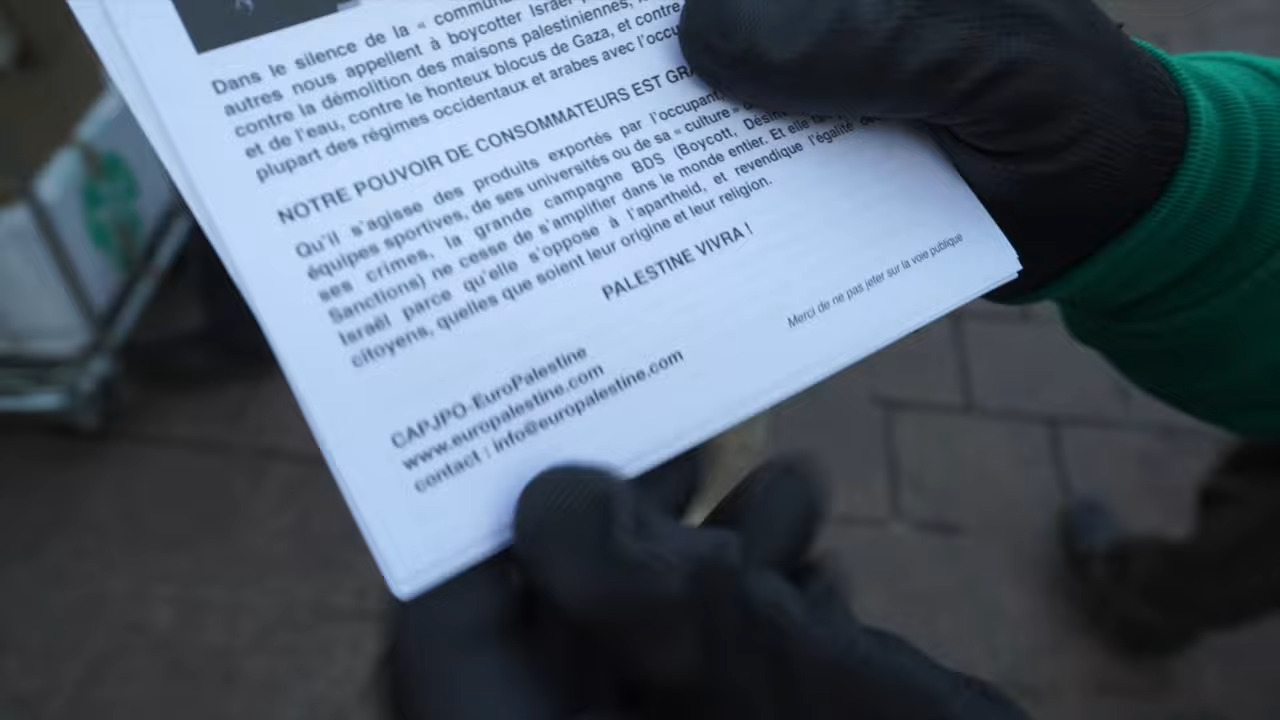 Dans le silence de la « commun
autres nous appellent à boycotter Israël
contre la démolition des maisons palestiniennes,
et de l'eau, contre le honteux blocus de Gaza, et contre
plupart des régimes occidentaux et arabes avec l'occu
NOTRE POUVOIR DE CONSOMMATEURS EST GRA
Qu'il s'agisse des produits exportés par l'occupant,
équipes sportives, de ses universités ou de sa « culture »
ses crimes, la grande campagne BDS (Boycott, Désin
Sanctions) ne cesse de s'amplifier dans le monde entier. Et elle
Israël parce qu'elle s'oppose à l'apartheid, et revendique l'égalité
citoyens, quelles que soient leur origine et leur religion.
PALESTINE VIVRA !
Merci de ne pas jeter sur la voie publique
CAPJPO-EuroPalestine
www.europalestine.com
contact : info@europalestine.com